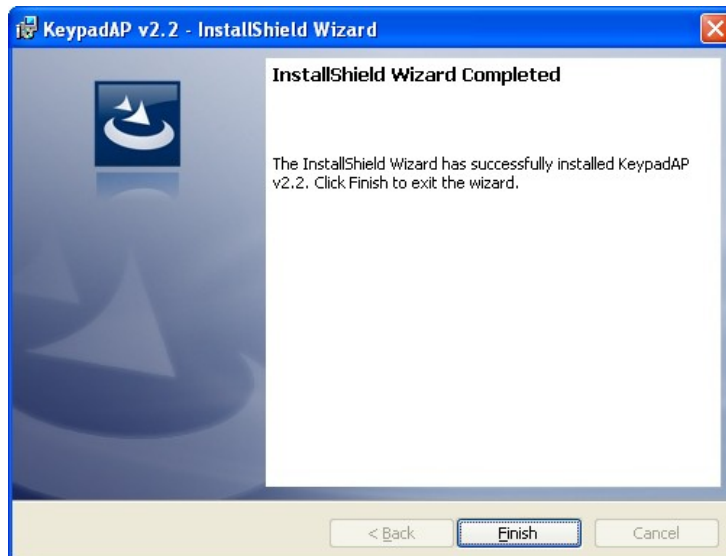 KeypadAP v2.2 - InstallShield Wizard
InstallShield Wizard Completed
The InstallShield Wizard has successfully installed KeypadAP
v2.2. Click Finish to exit the wizard.
< Back
Finish
Cancel